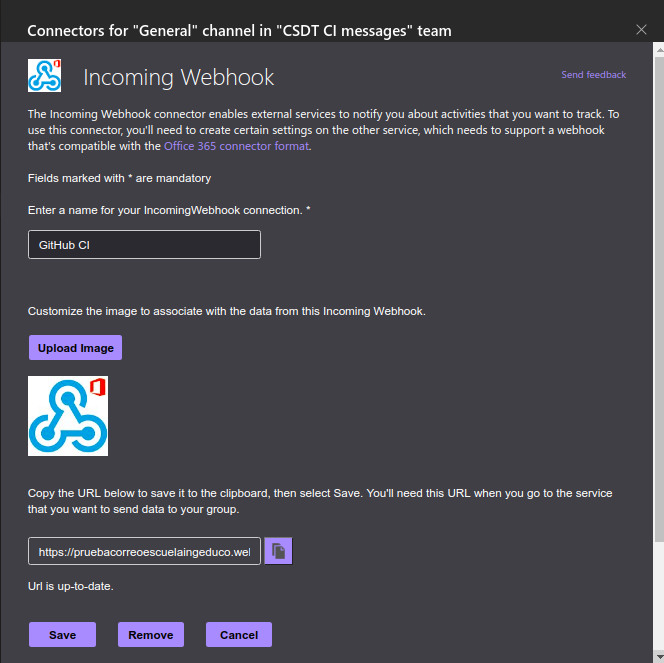 Connectors for "General" channel in "CSDT CI messages" team
Incoming Webhook
Send feedback
The Incoming Webhook connector enables external services to notify you about activities that you want to track. To
use this connector, you'll need to create certain settings on the other service, which needs to support a webhook
that's compatible with the Office 365 connector format.
Fields marked with * are mandatory
Enter a name for your IncomingWebhook connection. *
GitHub CI
Customize the image to associate with the data from this Incoming Webhook.
Upload Image
Copy the URL below to save it to the clipboard, then select Save. You'll need this URL when you go to the service
that you want to send data to your group.
https://pruebacorreoescuelaingeduco.wel
Url is up-to-date.
Save Remove Cancel